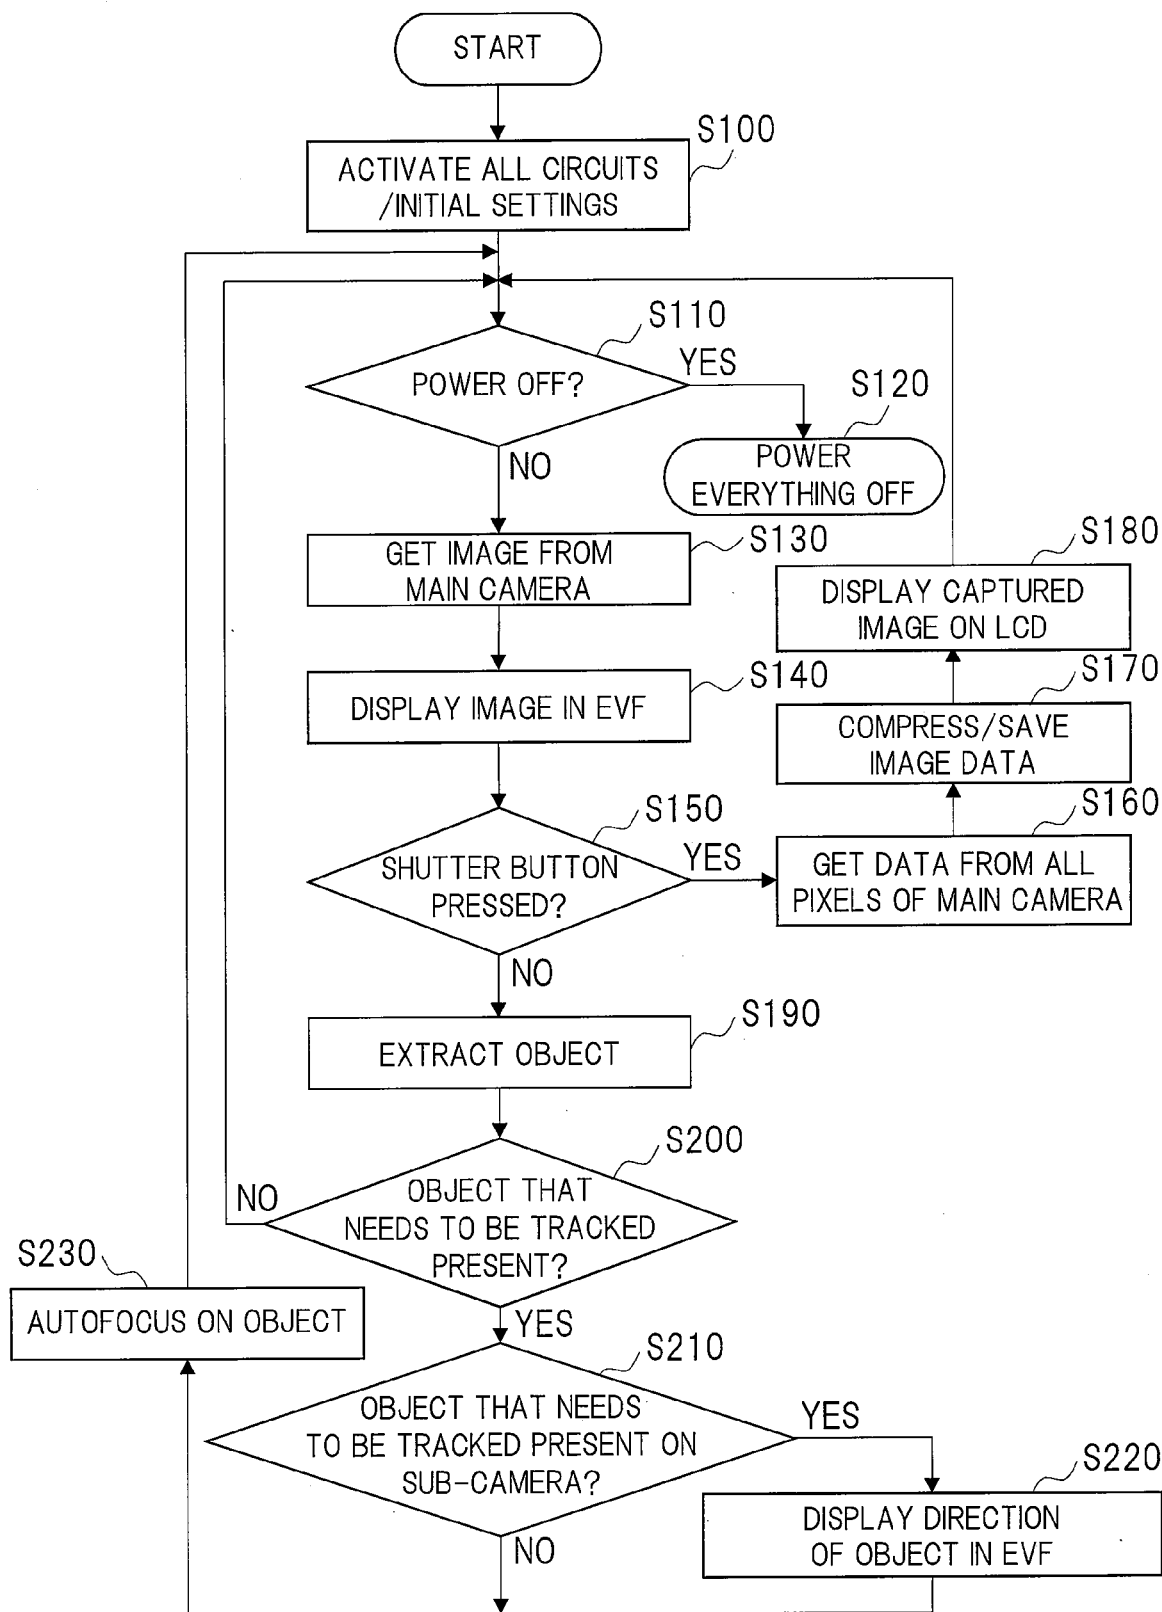 START
S100
ACTIVATE ALL CIRCUITS
/INITIAL SETTINGS
S110
POWER OFF?
YES
S120
POWER
EVERYTHING OFF
NO
S130
GET IMAGE FROM
MAIN CAMERA
S180
DISPLAY CAPTURED
IMAGE ON LCD
S140
DISPLAY IMAGE IN EVF
S170
COMPRESS/SAVE
IMAGE DATA
S150
SHUTTER BUTTON
PRESSED?
YES
S160
GET DATA FROM ALL
PIXELS OF MAIN CAMERA
NO
S190
EXTRACT OBJECT
S200
OBJECT THAT
NEEDS TO BE TRACKED
PRESENT?
NO
S230
AUTOFOCUS ON OBJECT
YES
S210
OBJECT THAT NEEDS
TO BE TRACKED PRESENT ON
SUB-CAMERA?
YES
S220
DISPLAY DIRECTION
OF OBJECT IN EVF
NO